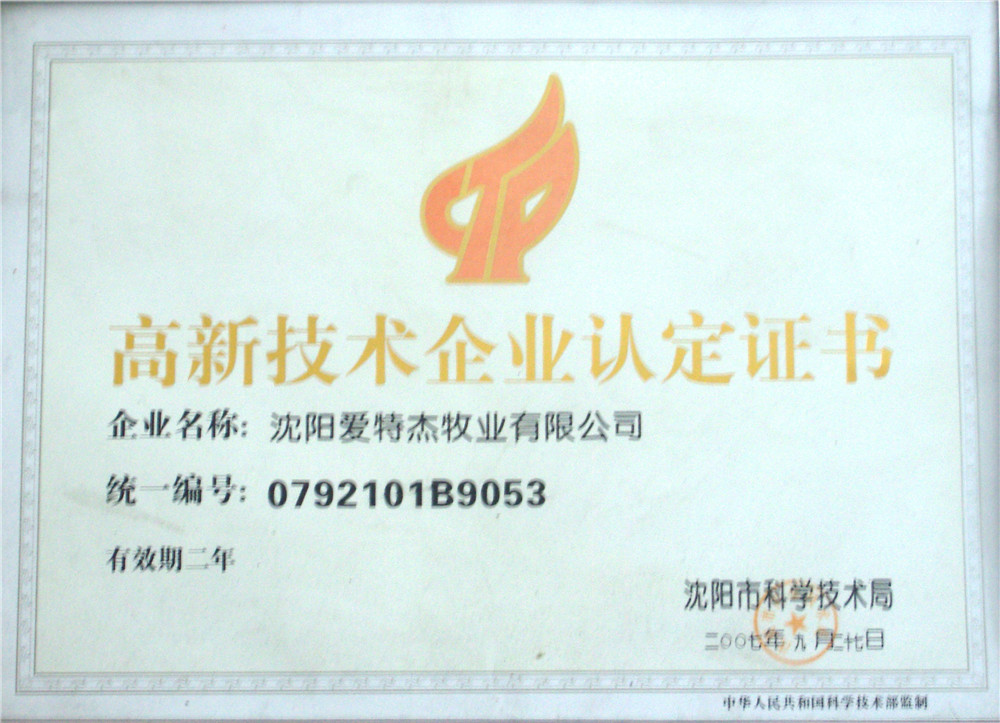 高新技术企业认定证书
企业名称: 沈阳爱特杰牧业有限公司
统一编号: 0792101B9053
有效期二年
沈阳市科学技术局
二〇〇七年九月二十七日
中华人民共和国科学技术部监制